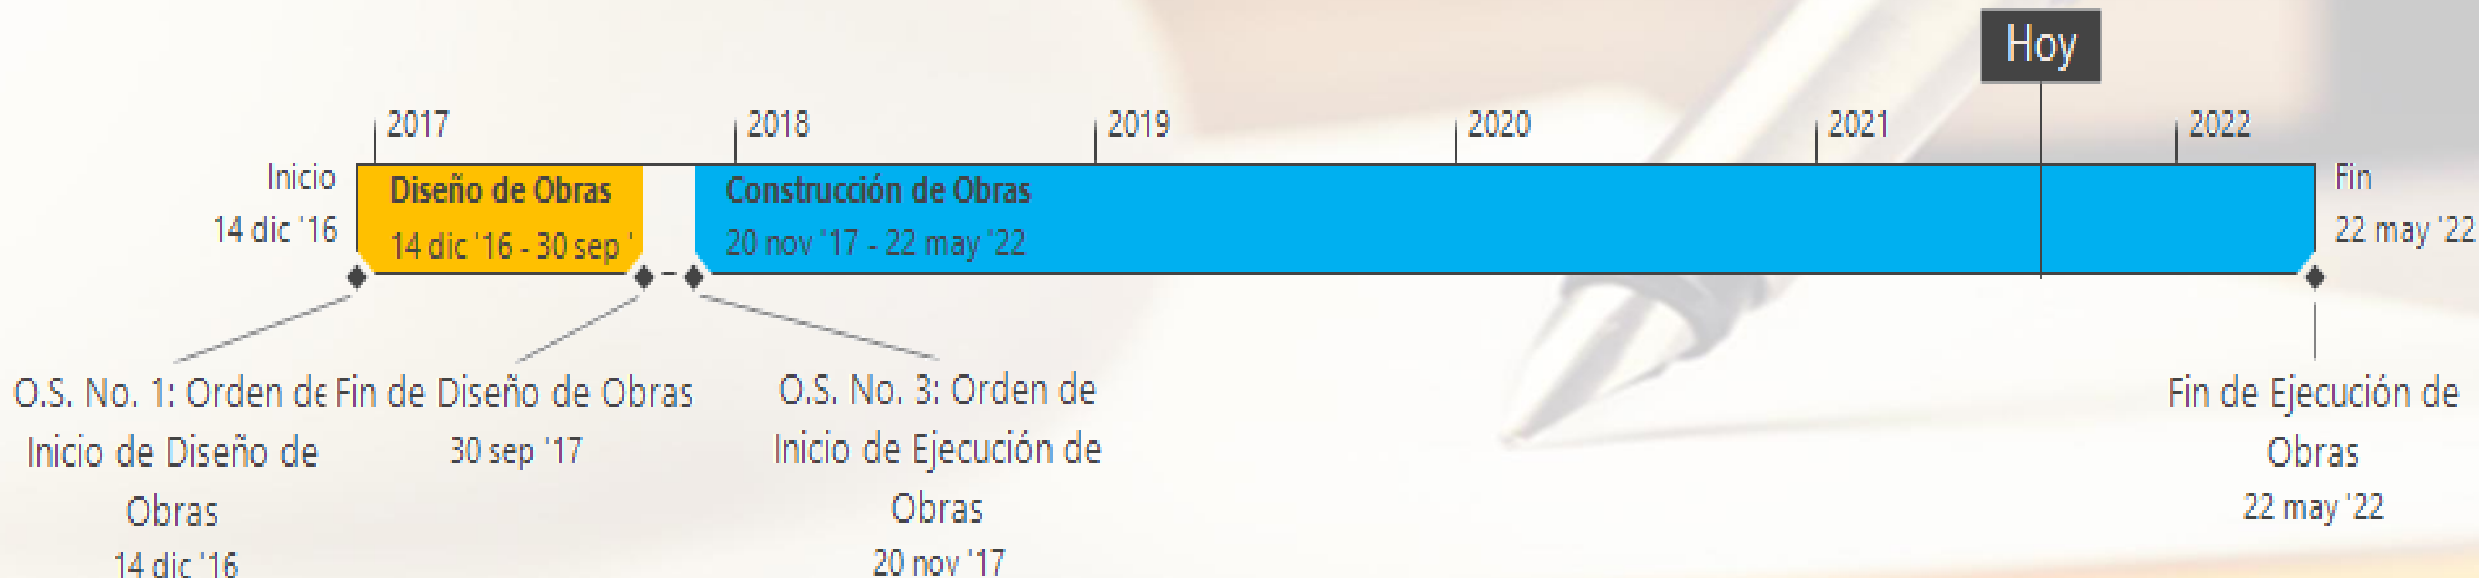 Hoy
2017
2018
2019
2020
2021
2022
Inicio
14 dic '16
Diseño de Obras
14 dic '16 - 30 sep '
Construcción de Obras
20 nov '17 - 22 may '22
Fin
22 may '22
O.S. No. 1: Orden de
Inicio de Diseño de
Obras
14 dic '16
Fin de Diseño de Obras
30 sep '17
O.S. No. 3: Orden de
Inicio de Ejecución de
Obras
20 nov '17
Fin de Ejecución de
Obras
22 may '22